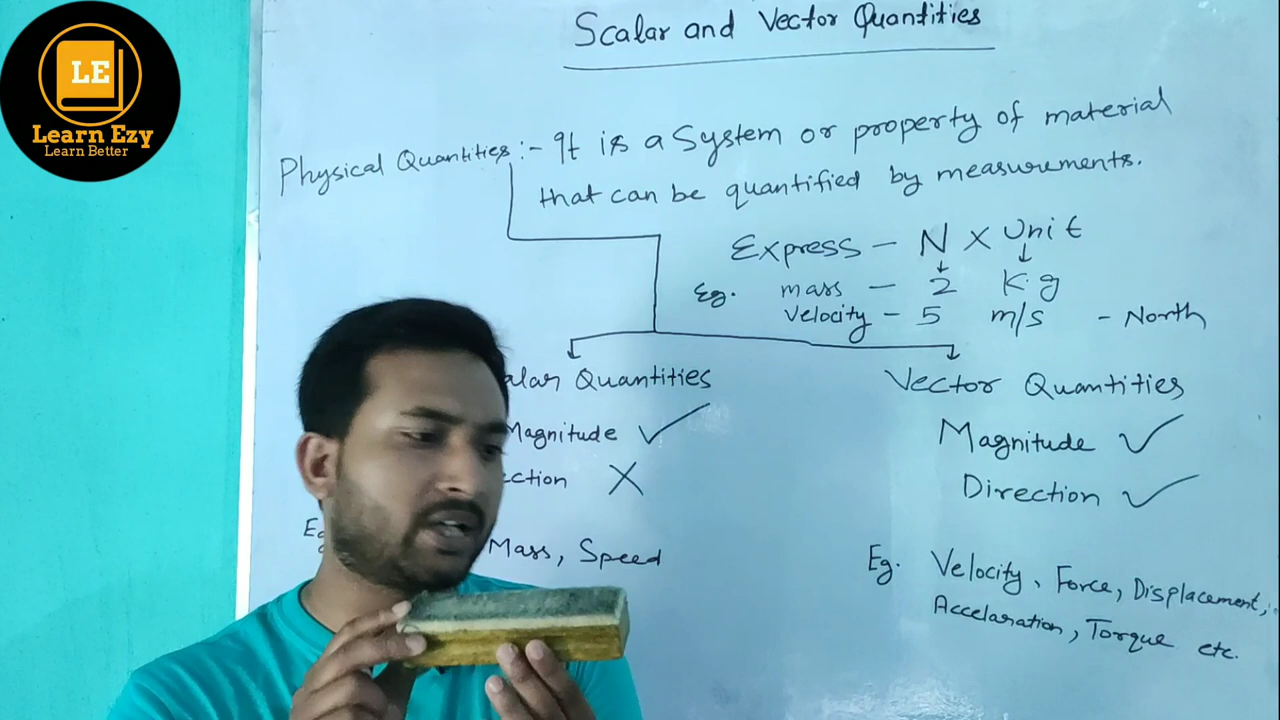 LE
Learn Ezy
Learn Better
Scalar and Vector Quantities
Physical Quantities :- It is a System or property of material
that can be quantified by measurements.
Express - N X Unit
Eg. mass - 2 K.g
Velocity - 5 m/s - North
alar Quantities
Magnitude ✓
ction X
Eg
Mass, Speed
Vector Quantities
Magnitude ✓
Direction ✓
Eg. Velocity, Force, Displacement,
Accelaration, Torque etc.